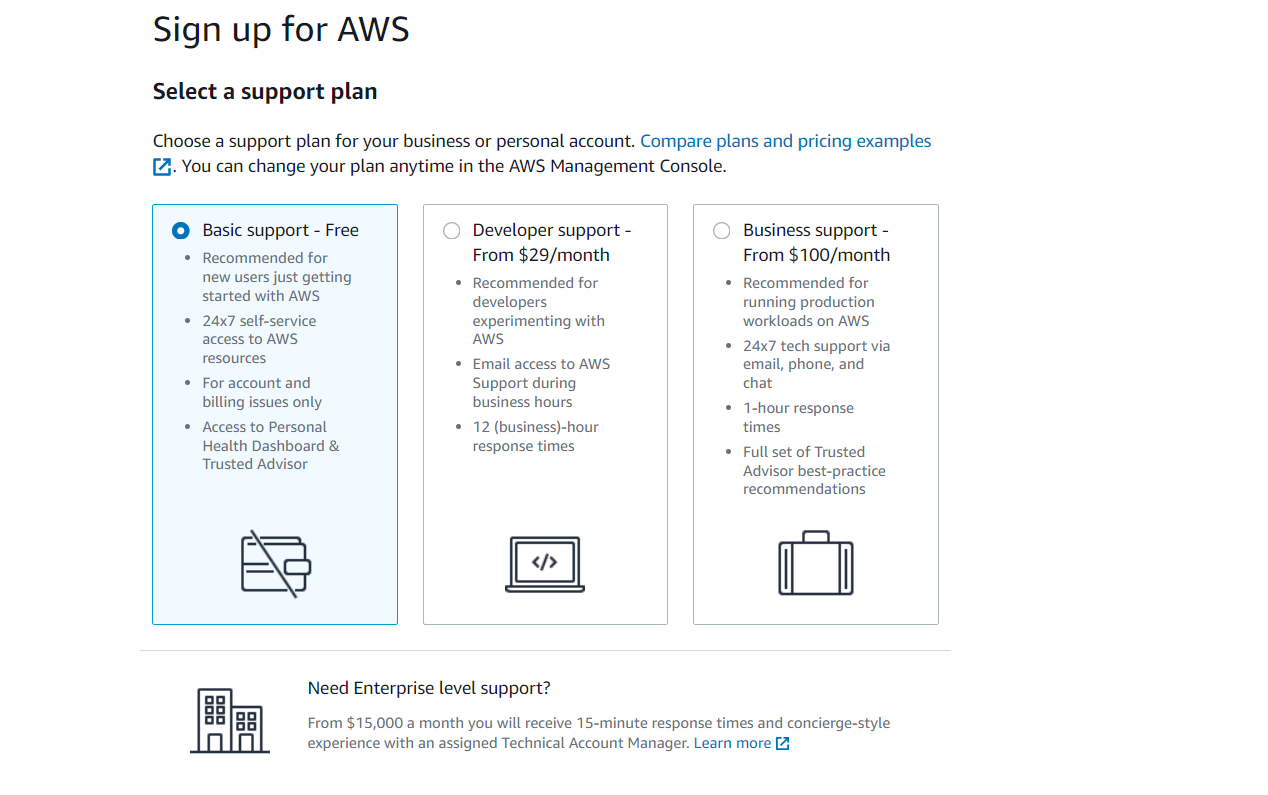 Sign up for AWS
Select a support plan
Choose a support plan for your business or personal account. Compare plans and pricing examples
. You can change your plan anytime in the AWS Management Console.
Basic support - Free
• Recommended for
new users just getting
started with AWS
• 24x7 self-service
access to AWS
resources
• For account and
billing issues only
• Access to Personal
Health Dashboard &
Trusted Advisor
Developer support -
From $29/month
• Recommended for
developers
experimenting with
AWS
• Email access to AWS
Support during
business hours
• 12 (business)-hour
response times
</>
Business support -
From $100/month
• Recommended for
running production
workloads on AWS
• 24x7 tech support via
email, phone, and
chat
• 1-hour response
times
• Full set of Trusted
Advisor best-practice
recommendations
Need Enterprise level support?
From $15,000 a month you will receive 15-minute response times and concierge-style
experience with an assigned Technical Account Manager. Learn more